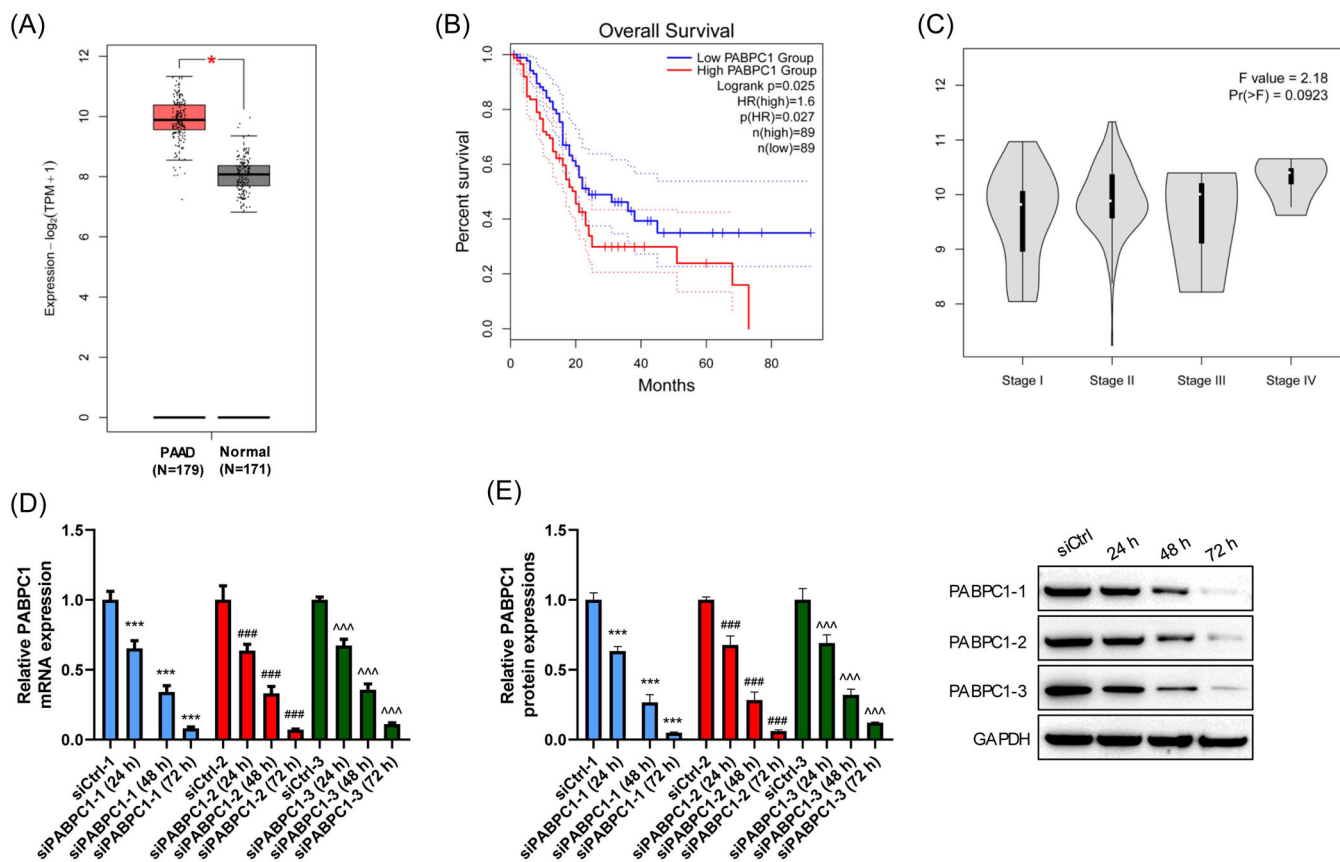 (A)
Expression – log2(TPM + 1)
12
10
8
6
4
2
0
*
PAAD
(N=179)
Normal
(N=171)
(B)
Overall Survival
Low PABPC1 Group
High PABPC1 Group
Logrank p=0.025
HR(high)=1.6
p(HR)=0.027
n(high)=89
n(low)=89
Percent survival
1.0
0.8
0.6
0.4
0.2
0.0
0 20 40 60 80
Months
(C)
F value = 2.18
Pr(>F) = 0.0923
12
11
10
9
8
Stage I Stage II Stage III Stage IV
(D)
Relative PABPC1
mRNA expression
1.5
1.0
0.5
0.0
*** *** ***
### ### ###
^^^ ^^^ ^^^
siCtrl-1
siPABPC1-1 (24 h)
siPABPC1-1 (48 h)
siPABPC1-1 (72 h)
siCtrl-2
siPABPC1-2 (24 h)
siPABPC1-2 (48 h)
siPABPC1-2 (72 h)
siCtrl-3
siPABPC1-3 (24 h)
siPABPC1-3 (48 h)
siPABPC1-3 (72 h)
(E)
Relative PABPC1
protein expressions
1.5
1.0
0.5
0.0
*** *** ***
### ### ###
^^^ ^^^ ^^^
siCtrl-1
siPABPC1-1 (24 h)
siPABPC1-1 (48 h)
siPABPC1-1 (72 h)
siCtrl-2
siPABPC1-2 (24 h)
siPABPC1-2 (48 h)
siPABPC1-2 (72 h)
siCtrl-3
siPABPC1-3 (24 h)
siPABPC1-3 (48 h)
siPABPC1-3 (72 h)
siCtrl 24 h 48 h 72 h
PABPC1-1
PABPC1-2
PABPC1-3
GAPDH